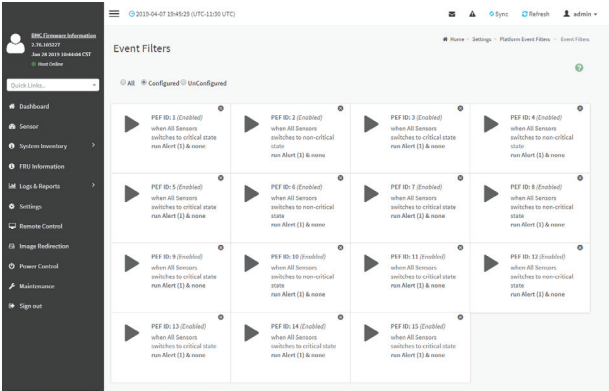 BMC Firmware Information
2.76.103227
Jan 28 2019 10:44:04 CST
Host Online
Quick Links...
Dashboard
Sensor
System Inventory
FRU Information
Logs & Reports
Settings
Remote Control
Image Redirection
Power Control
Maintenance
Sign out
2019-04-07 19:45:29 (UTC-11:30 UTC)
Sync
Refresh
admin
Event Filters
Home - Settings - Platform Event Filters - Event Filters
All Configured UnConfigured
PEF ID: 1 (Enabled)
when All Sensors
switches to critical state
run Alert (1) & none
PEF ID: 2 (Enabled)
when All Sensors
switches to non-critical
state
run Alert (1) & none
PEF ID: 3 (Enabled)
when All Sensors
switches to critical state
run Alert (1) & none
PEF ID: 4 (Enabled)
when All Sensors
switches to non-critical
state
run Alert (1) & none
PEF ID: 5 (Enabled)
when All Sensors
switches to critical state
run Alert (1) & none
PEF ID: 6 (Enabled)
when All Sensors
switches to non-critical
state
run Alert (1) & none
PEF ID: 7 (Enabled)
when All Sensors
switches to critical state
run Alert (1) & none
PEF ID: 8 (Enabled)
when All Sensors
switches to non-critical
state
run Alert (1) & none
PEF ID: 9 (Enabled)
when All Sensors
switches to critical state
run Alert (1) & none
PEF ID: 10 (Enabled)
when All Sensors
switches to non-critical
state
run Alert (1) & none
PEF ID: 11 (Enabled)
when All Sensors
switches to critical state
run Alert (1) & none
PEF ID: 12 (Enabled)
when All Sensors
switches to non-critical
state
run Alert (1) & none
PEF ID: 13 (Enabled)
when All Sensors
switches to critical state
run Alert (1) & none
PEF ID: 14 (Enabled)
when All Sensors
switches to critical state
run Alert (1) & none
PEF ID: 15 (Enabled)
when All Sensors
switches to critical state
run Alert (1) & none